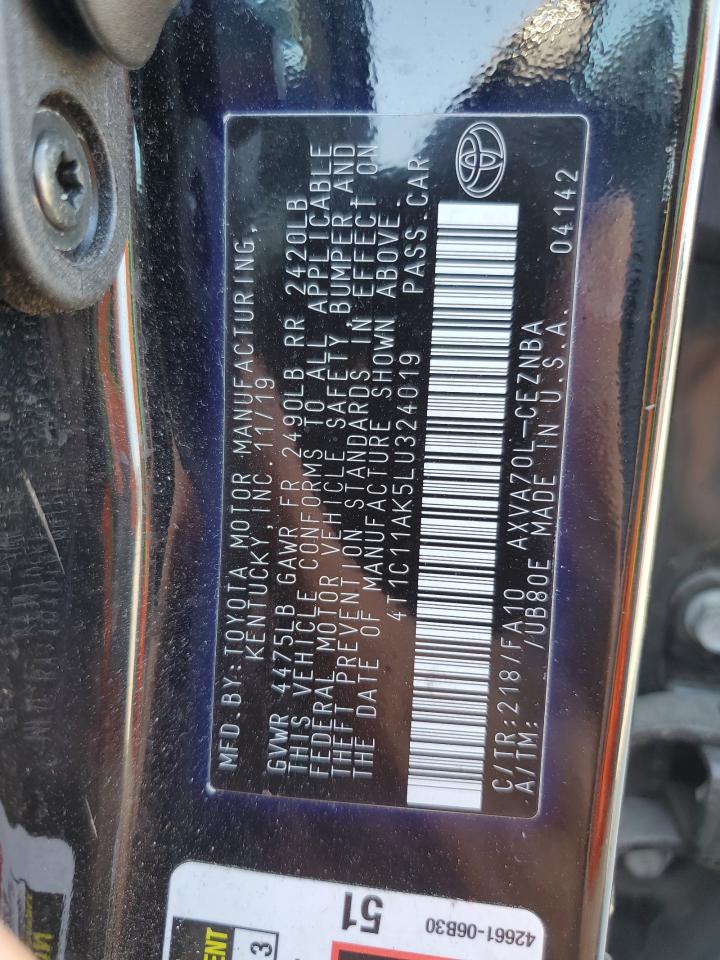 MFD.BY:TOYOTA MOTOR MANUFACTURING,
KENTUCKY, INC. 11/19
GVWR 4475LB GAWR FR 2490LB RR 2420LB
THIS VEHICLE CONFORMS TO ALL APPLICABLE
FEDERAL MOTOR VEHICLE SAFETY, BUMPER AND
THEFT PREVENTION STANDARDS IN EFFECT ON
THE DATE OF MANUFACTURE SHOWN ABOVE.
4T1C11AK5LU324019 PASS.CAR
C/TR:218/FA10 AXVA70L-CEZNBA
A/TM: /UB80E MADE IN U.S.A. 04142
51
42661-06B30
3